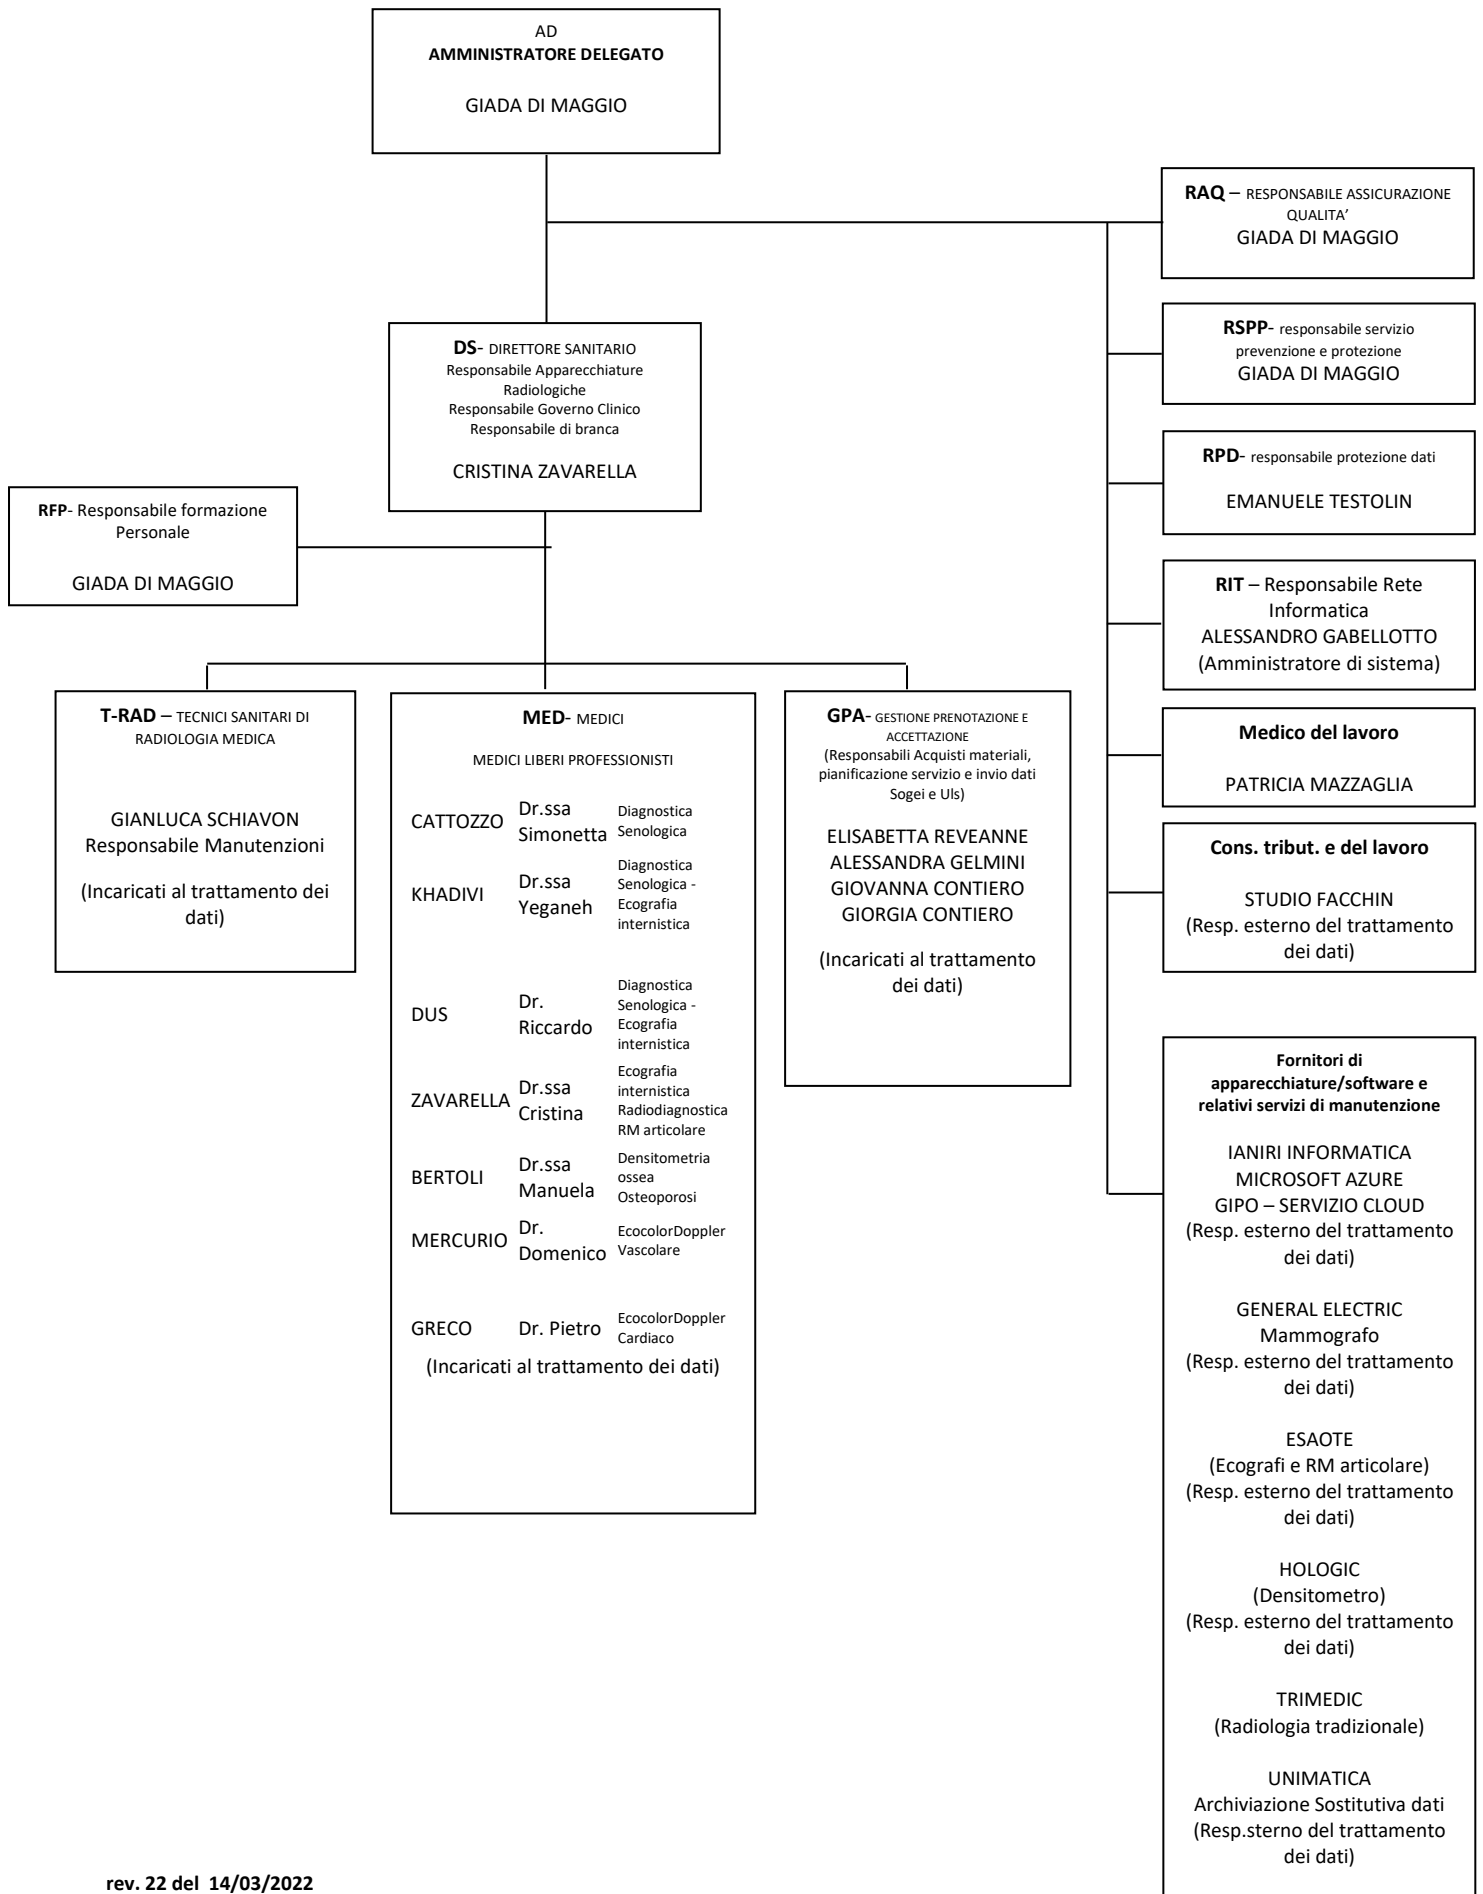 AD
AMMINISTRATORE DELEGATO
GIADA DI MAGGIO
RAQ – RESPONSABILE ASSICURAZIONE
QUALITA’
GIADA DI MAGGIO
RSPP- responsabile servizio
prevenzione e protezione
GIADA DI MAGGIO
RPD- responsabile protezione dati
EMANUELE TESTOLIN
RIT – Responsabile Rete
Informatica
ALESSANDRO GABELLOTTO
(Amministratore di sistema)
Medico del lavoro
PATRICIA MAZZAGLIA
Cons. tribut. e del lavoro
STUDIO FACCHIN
(Resp. esterno del trattamento
dei dati)
Fornitori di
apparecchiature/software e
relativi servizi di manutenzione
IANIRI INFORMATICA
MICROSOFT AZURE
GIPO – SERVIZIO CLOUD
(Resp. esterno del trattamento
dei dati)
GENERAL ELECTRIC
Mammografo
(Resp. esterno del trattamento
dei dati)
ESAOTE
(Ecografi e RM articolare)
(Resp. esterno del trattamento
dei dati)
HOLOGIC
(Densitometro)
(Resp. esterno del trattamento
dei dati)
TRIMEDIC
(Radiologia tradizionale)
UNIMATICA
Archiviazione Sostitutiva dati
(Resp.sterno del trattamento
dei dati)
DS- DIRETTORE SANITARIO
Responsabile Apparecchiature
Radiologiche
Responsabile Governo Clinico
Responsabile di branca
CRISTINA ZAVARELLA
RFP- Responsabile formazione
Personale
GIADA DI MAGGIO
T-RAD – TECNICI SANITARI DI
RADIOLOGIA MEDICA
GIANLUCA SCHIAVON
Responsabile Manutenzioni
(Incaricati al trattamento dei
dati)
MED- MEDICI
MEDICI LIBERI PROFESSIONISTI
CATTOZZO
Dr.ssa
Simonetta
Diagnostica
Senologica
KHADIVI
Dr.ssa
Yeganeh
Diagnostica
Senologica -
Ecografia
internistica
DUS
Dr.
Riccardo
Diagnostica
Senologica -
Ecografia
internistica
ZAVARELLA
Dr.ssa
Cristina
Ecografia
internistica
Radiodiagnostica
RM articolare
BERTOLI
Dr.ssa
Manuela
Densitometria
ossea
Osteoporosi
MERCURIO
Dr.
Domenico
EcocolorDoppler
Vascolare
GRECO
Dr. Pietro
EcocolorDoppler
Cardiaco
(Incaricati al trattamento dei dati)
GPA- GESTIONE PRENOTAZIONE E
ACCETTAZIONE
(Responsabili Acquisti materiali,
pianificazione servizio e invio dati
Sogei e Uls)
ELISABETTA REVEANNE
ALESSANDRA GELMINI
GIOVANNA CONTIERO
GIORGIA CONTIERO
(Incaricati al trattamento
dei dati)
rev. 22 del 14/03/2022